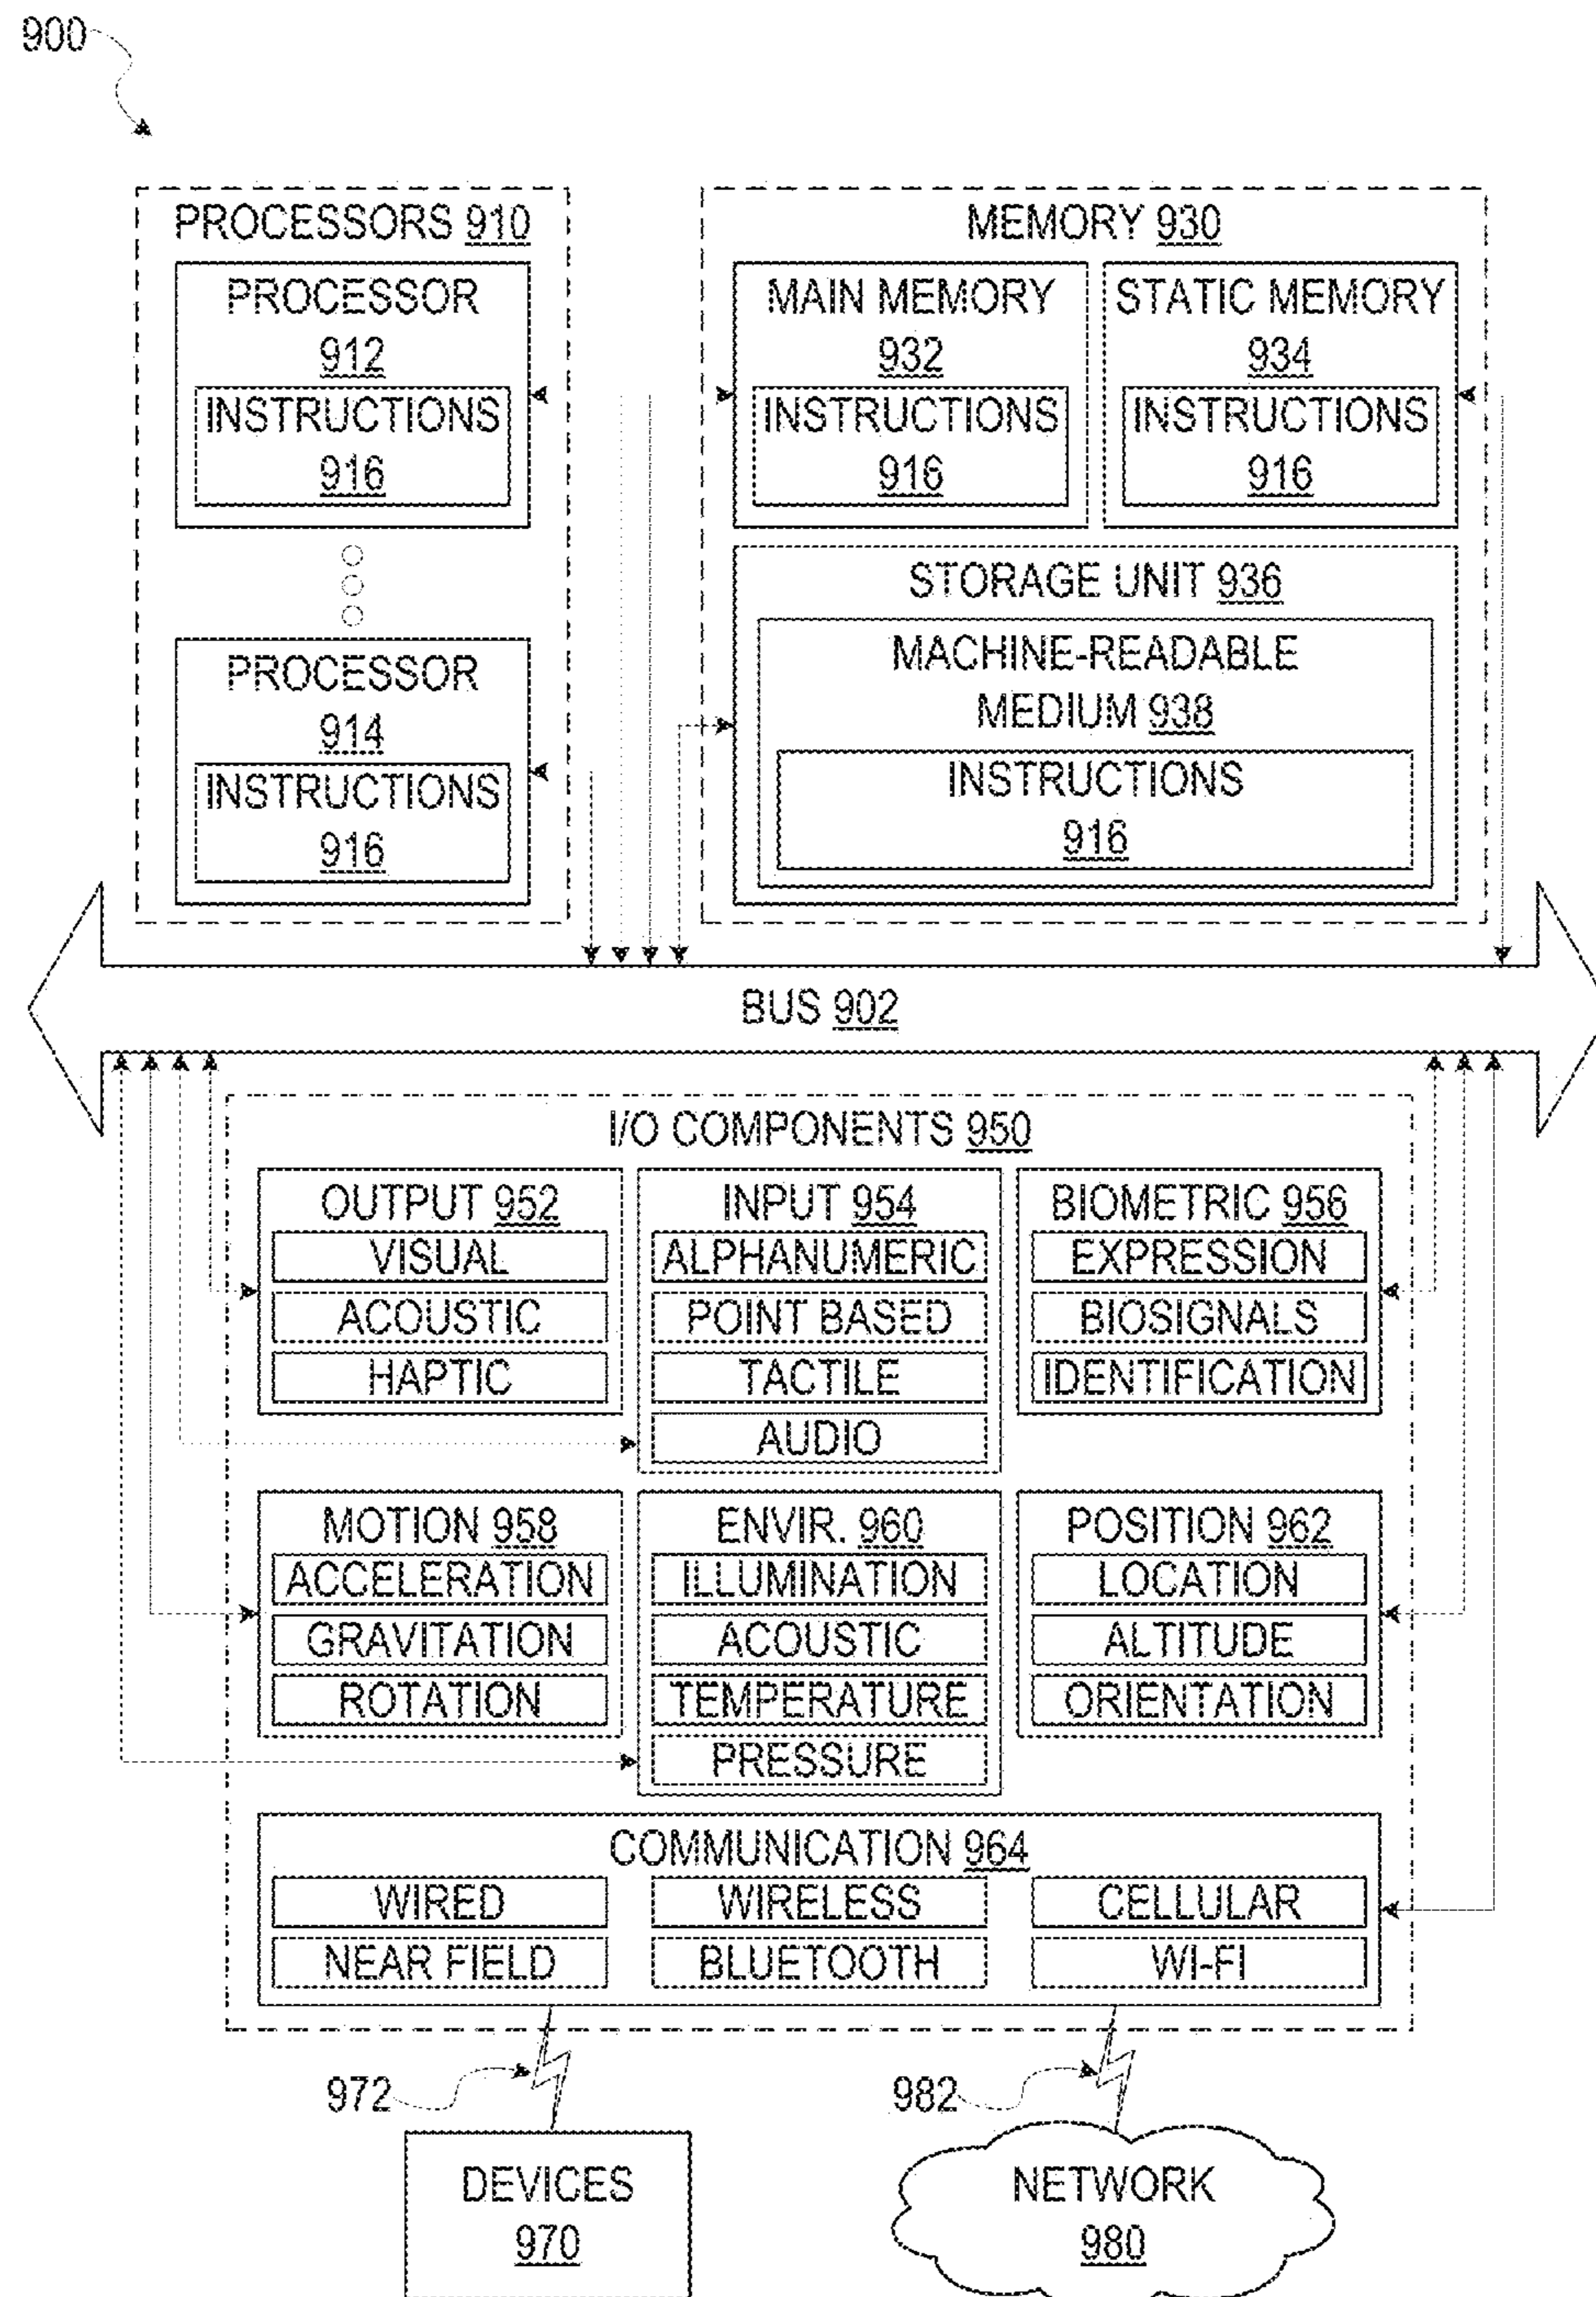 900
PROCESSORS 910
PROCESSOR
912
INSTRUCTIONS
916
PROCESSOR
914
INSTRUCTIONS
916
MEMORY 930
MAIN MEMORY
932
INSTRUCTIONS
916
STATIC MEMORY
934
INSTRUCTIONS
916
STORAGE UNIT 936
MACHINE-READABLE
MEDIUM 938
INSTRUCTIONS
916
BUS 902
I/O COMPONENTS 950
OUTPUT 952
VISUAL
ACOUSTIC
HAPTIC
INPUT 954
ALPHANUMERIC
POINT BASED
TACTILE
AUDIO
BIOMETRIC 956
EXPRESSION
BIOSIGNALS
IDENTIFICATION
MOTION 958
ACCELERATION
GRAVITATION
ROTATION
ENVIR. 960
ILLUMINATION
ACOUSTIC
TEMPERATURE
PRESSURE
POSITION 962
LOCATION
ALTITUDE
ORIENTATION
COMMUNICATION 964
WIRED
WIRELESS
CELLULAR
NEAR FIELD
BLUETOOTH
WI-FI
972
982
DEVICES
970
NETWORK
980